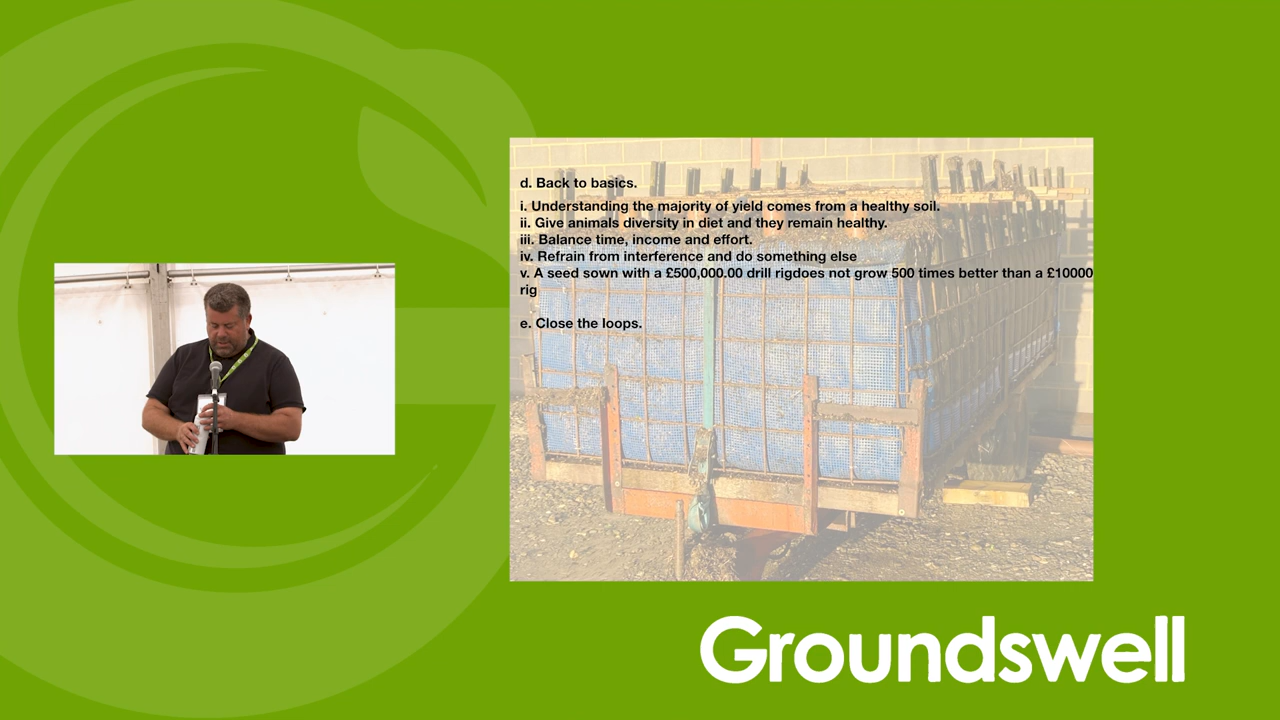 d. Back to basics.
i. Understanding the majority of yield comes from a healthy soil.
ii. Give animals diversity in diet and they remain healthy.
iii. Balance time, income and effort.
iv. Refrain from interference and do something else
v. A seed sown with a £500,000.00 drill rigdoes not grow 500 times better than a £10000
rig
e. Close the loops.
Groundswell